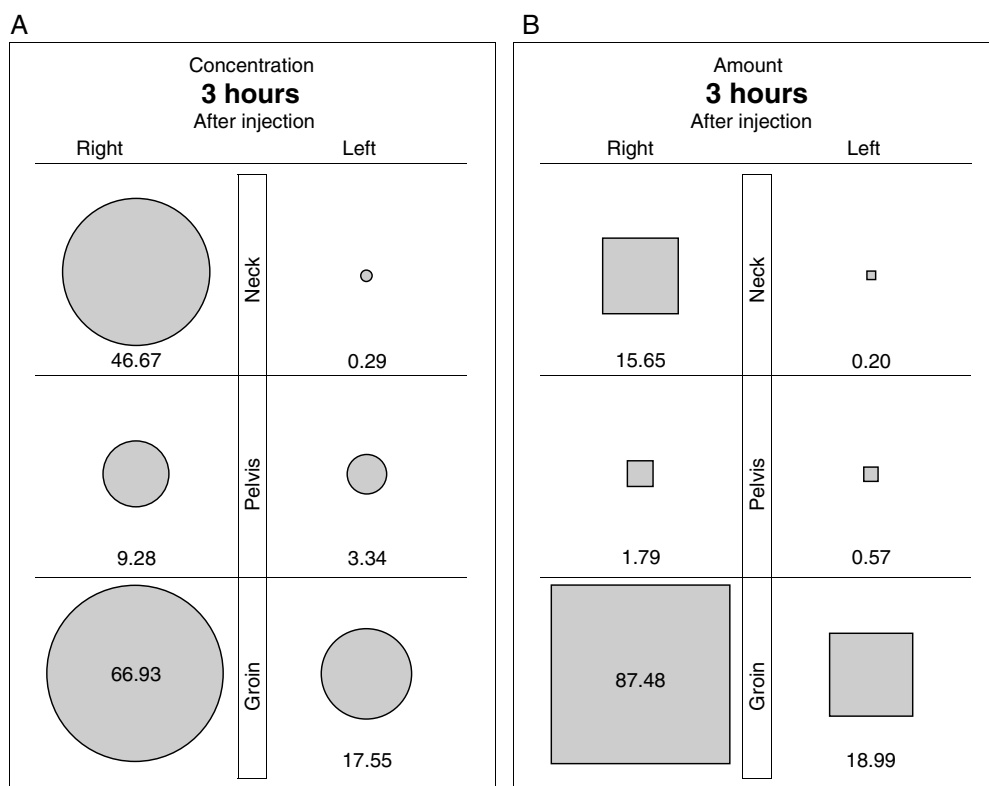 A
Concentration
3 hours
After injection
Right Left
Neck
46.67 0.29
Pelvis
9.28 3.34
66.93
Groin
17.55
B
Amount
3 hours
After injection
Right Left
Neck
15.65 0.20
Pelvis
1.79 0.57
87.48
Groin
18.99